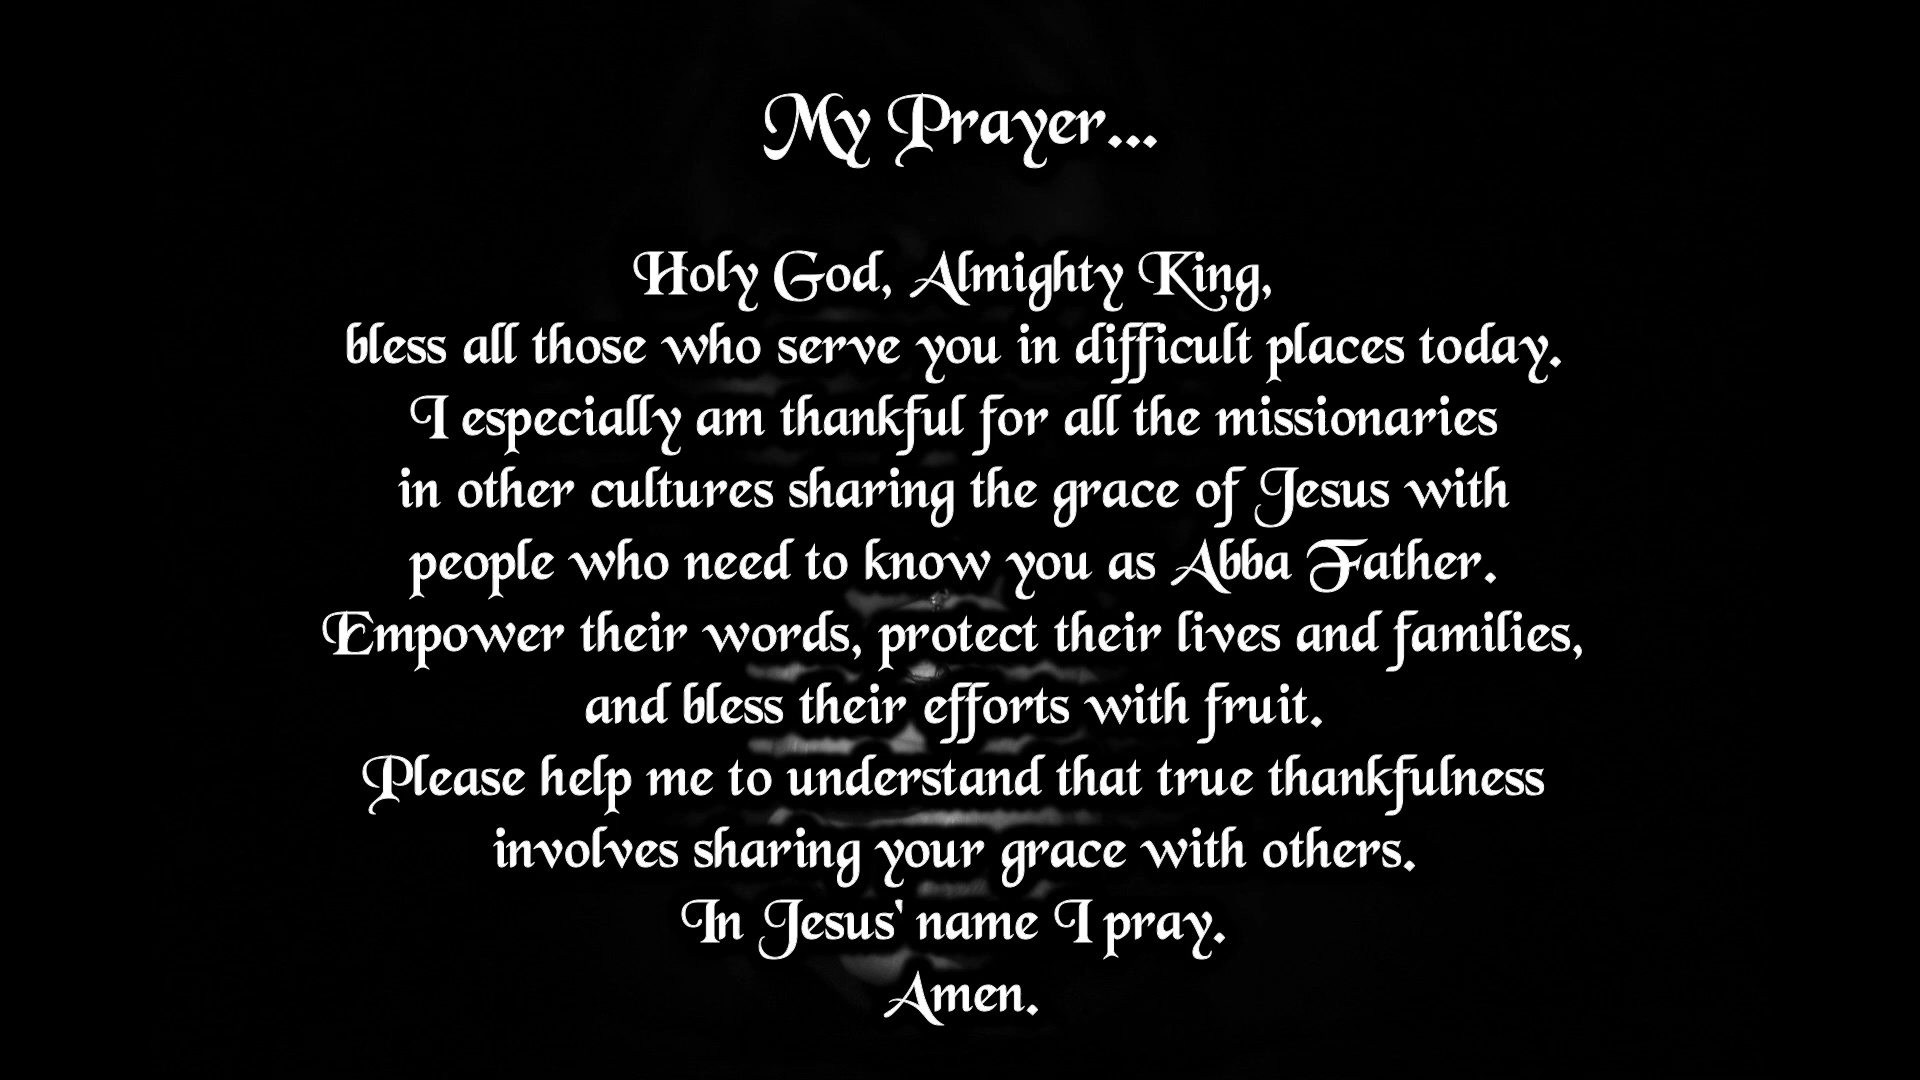 My Prayer...
Holy God, Almighty King,
bless all those who serve you in difficult places today.
I especially am thankful for all the missionaries
in other cultures sharing the grace of Jesus with
people who need to know you as Abba Father.
Empower their words, protect their lives and families,
and bless their efforts with fruit.
Please help me to understand that true thankfulness
involves sharing your grace with others.
In Jesus' name I pray.
Amen.